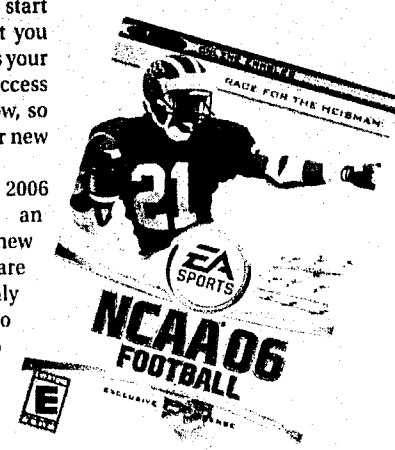 start
t you
s your
ccess
w, so
r new
2006
an
new
are
ly
o
RACE FOR THE HEISMAN
21
EA
SPORTS
NCAA 06
FOOTBALL
EXCLUSIVE
E